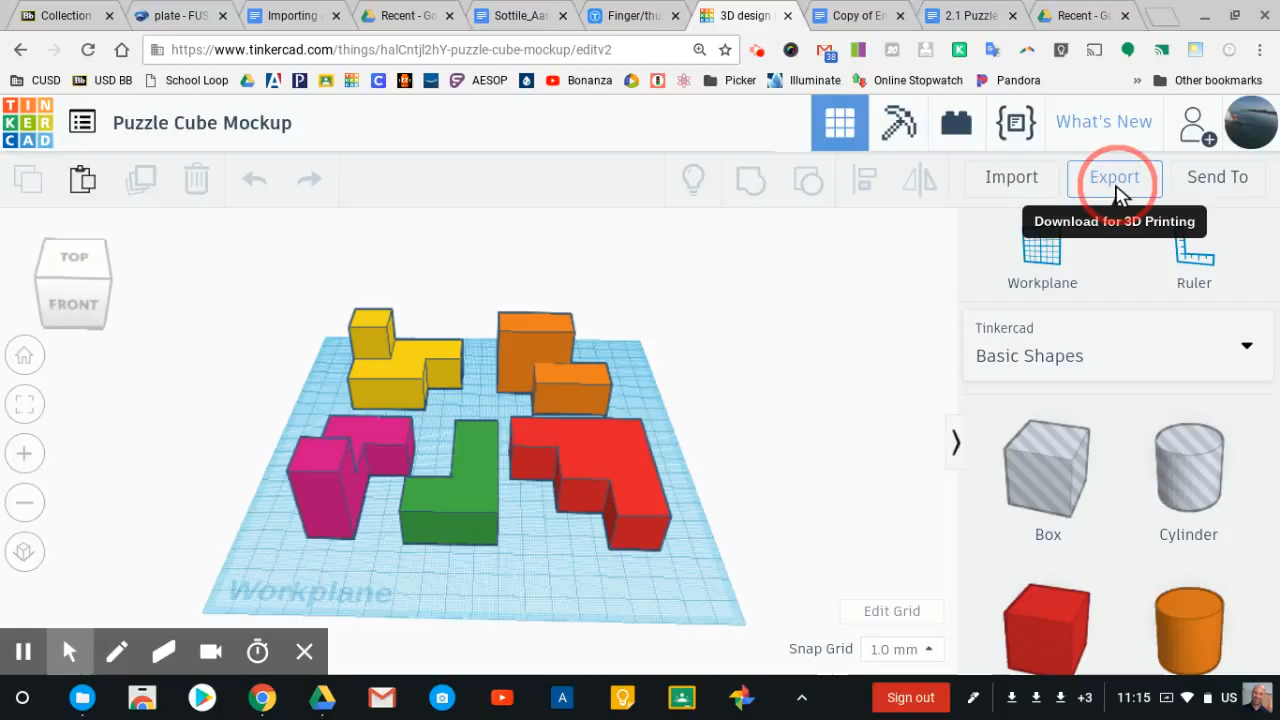 Collection
plate - FUS
Importing
Recent - Go
Sottile_Aar
Finger/thu
3D design
Copy of En
2.1 Puzzle
Recent - Go
https://www.tinkercad.com/things/halCntjl2hY-puzzle-cube-mockup/editv2
38
CUSD
USD BB
School Loop
AESOP
Bonanza
Picker
Illuminate
Online Stopwatch
Pandora
»
Other bookmarks
TIN
KER
CAD
Puzzle Cube Mockup
What's New
Import
Export
Send To
Download for 3D Printing
TOP
FRONT
Workplane
Ruler
Tinkercad
Basic Shapes
Box
Cylinder
Workplane
Edit Grid
Snap Grid
1.0 mm
Sign out
+3
11:15
US